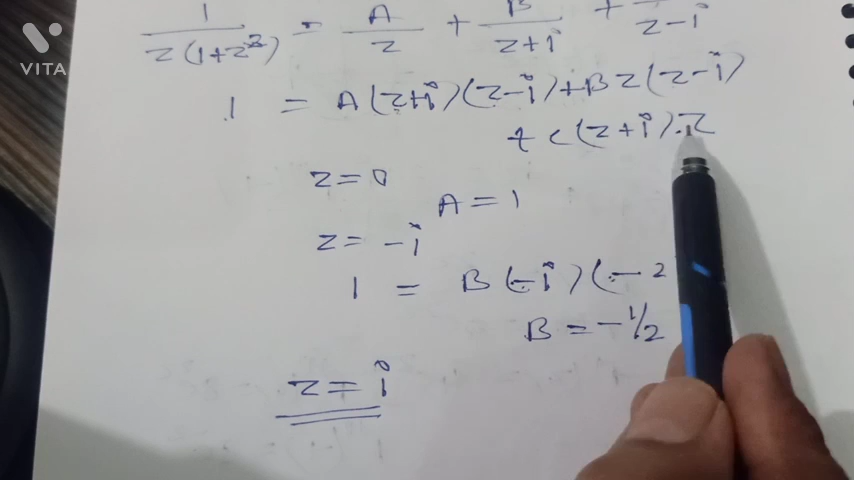 VITA
1/z(1+z²) = A/z + B/z+i + /z-i
1 = A(z+i)(z-i)+Bz(z-i)
+ c(z+i).z
z=0
A=1
z= -i
1 = B(-i)(-2
B = -1/2
z = i